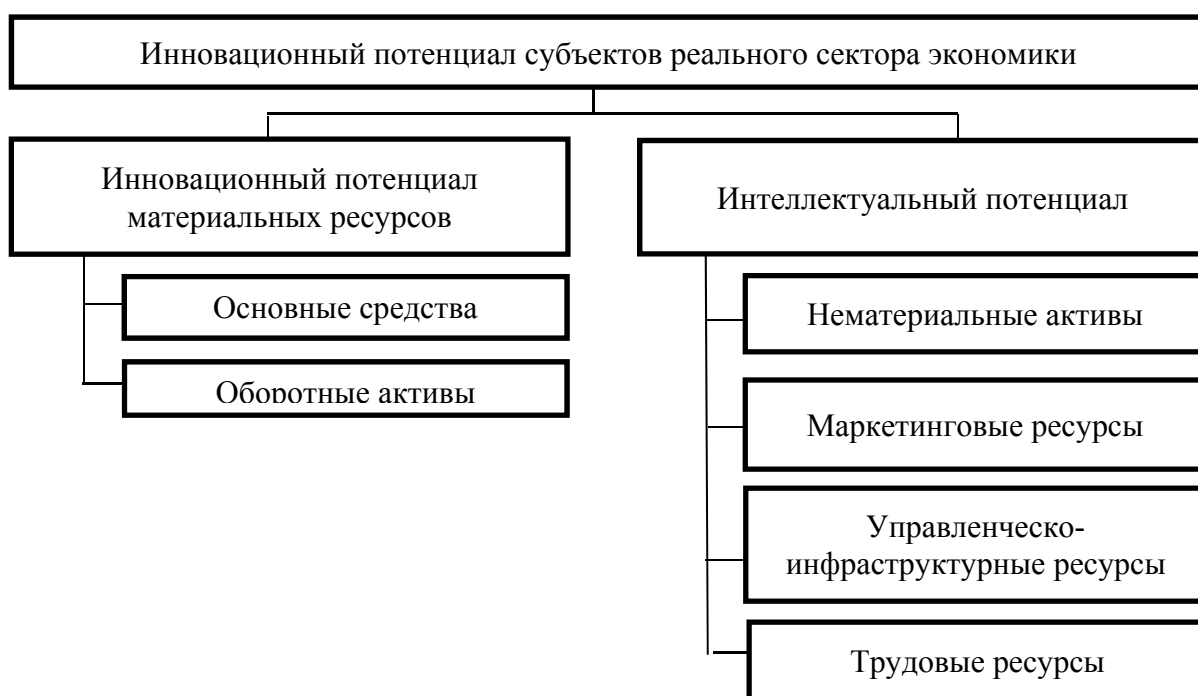 Инновационный потенциал субъектов реального сектора экономики
Инновационный потенциал
материальных ресурсов
Основные средства
Оборотные активы
Интеллектуальный потенциал
Нематериальные активы
Маркетинговые ресурсы
Управленческо-
инфраструктурные ресурсы
Трудовые ресурсы